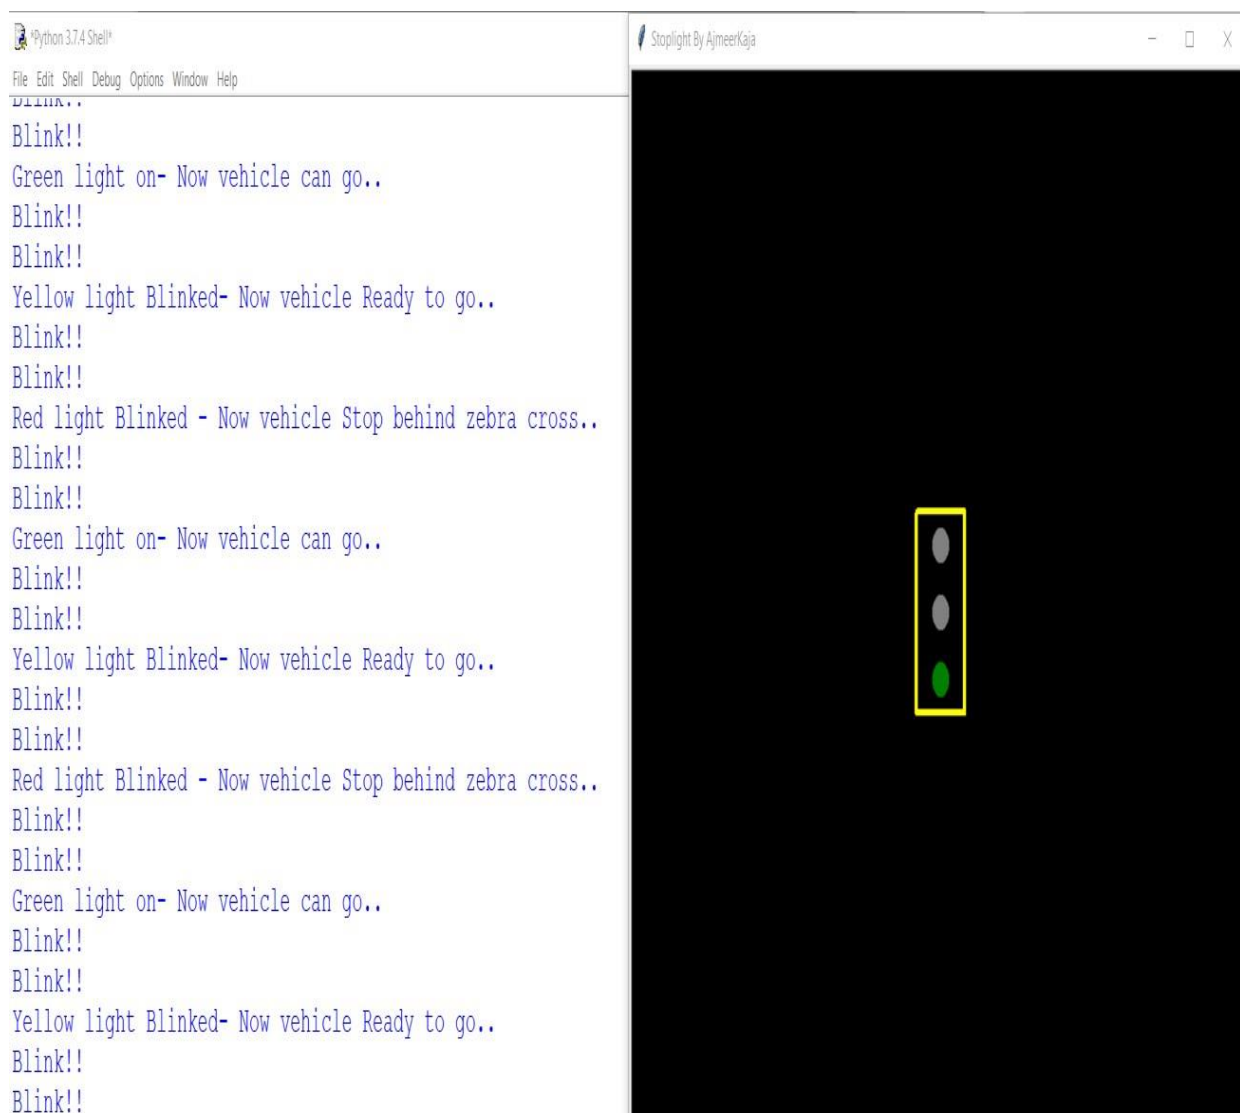 *Python 3.7.4 Shell*
File Edit Shell Debug Options Window Help
Blink!!
Blink!!
Green light on- Now vehicle can go..
Blink!!
Blink!!
Yellow light Blinked- Now vehicle Ready to go..
Blink!!
Blink!!
Red light Blinked - Now vehicle Stop behind zebra cross..
Blink!!
Blink!!
Green light on- Now vehicle can go..
Blink!!
Blink!!
Yellow light Blinked- Now vehicle Ready to go..
Blink!!
Blink!!
Red light Blinked - Now vehicle Stop behind zebra cross..
Blink!!
Blink!!
Green light on- Now vehicle can go..
Blink!!
Blink!!
Yellow light Blinked- Now vehicle Ready to go..
Blink!!
Blink!!
Stoplight By AjmeerKaja